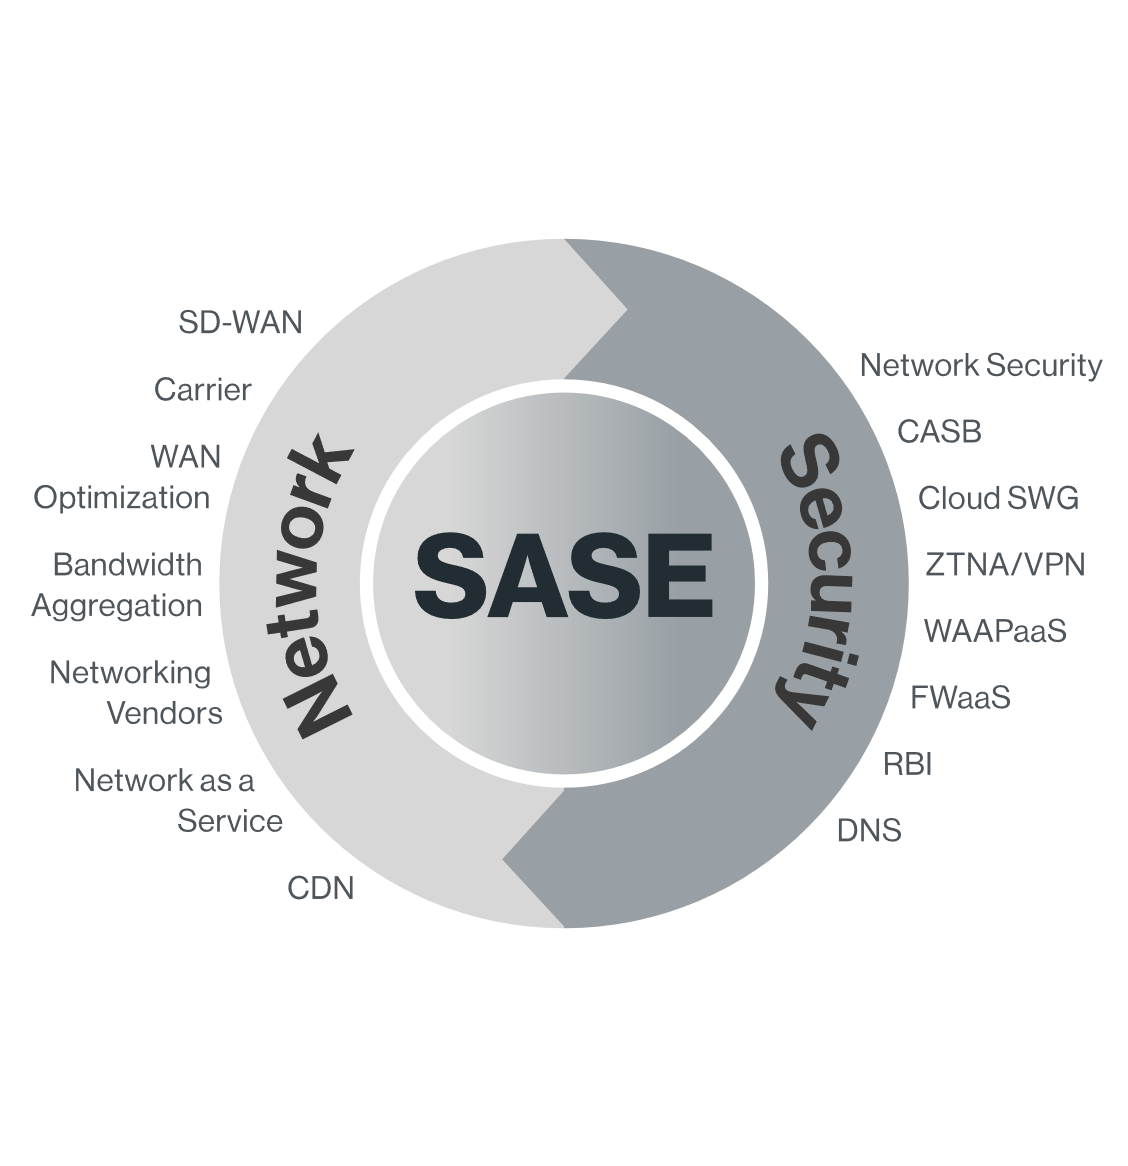 SD-WAN
Carrier
WAN
Optimization
Bandwidth
Aggregation
Networking
Vendors
Network as a
Service
CDN
Network
SASE
Security
Network Security
CASB
Cloud SWG
ZTNA/VPN
WAAPaaS
FWaaS
RBI
DNS